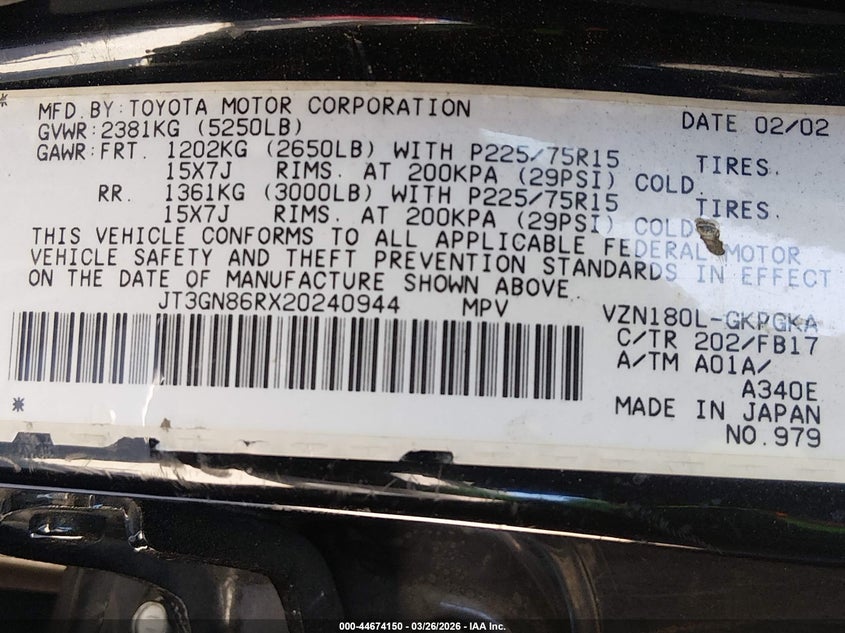 MFD. BY: TOYOTA MOTOR CORPORATION DATE 02/02
GVWR: 2381KG (5250LB)
GAWR: FRT. 1202KG (2650LB) WITH P225/75R15 TIRES.
15X7J RIMS. AT 200KPA (29PSI) COLD.
RR. 1361KG (3000LB) WITH P225/75R15 TIRES.
15X7J RIMS. AT 200KPA (29PSI) COLD
THIS VEHICLE CONFORMS TO ALL APPLICABLE FEDERAL MOTOR
VEHICLE SAFETY AND THEFT PREVENTION STANDARDS IN EFFECT
ON THE DATE OF MANUFACTURE SHOWN ABOVE.
JT3GN86RX20240944 MPV VZN180L-GKPGKA
C/TR 202/FB17
A/TM A01A/
A340E
MADE IN JAPAN
NO.979
000-44674150 - 03/26/2026 - IAA Inc.